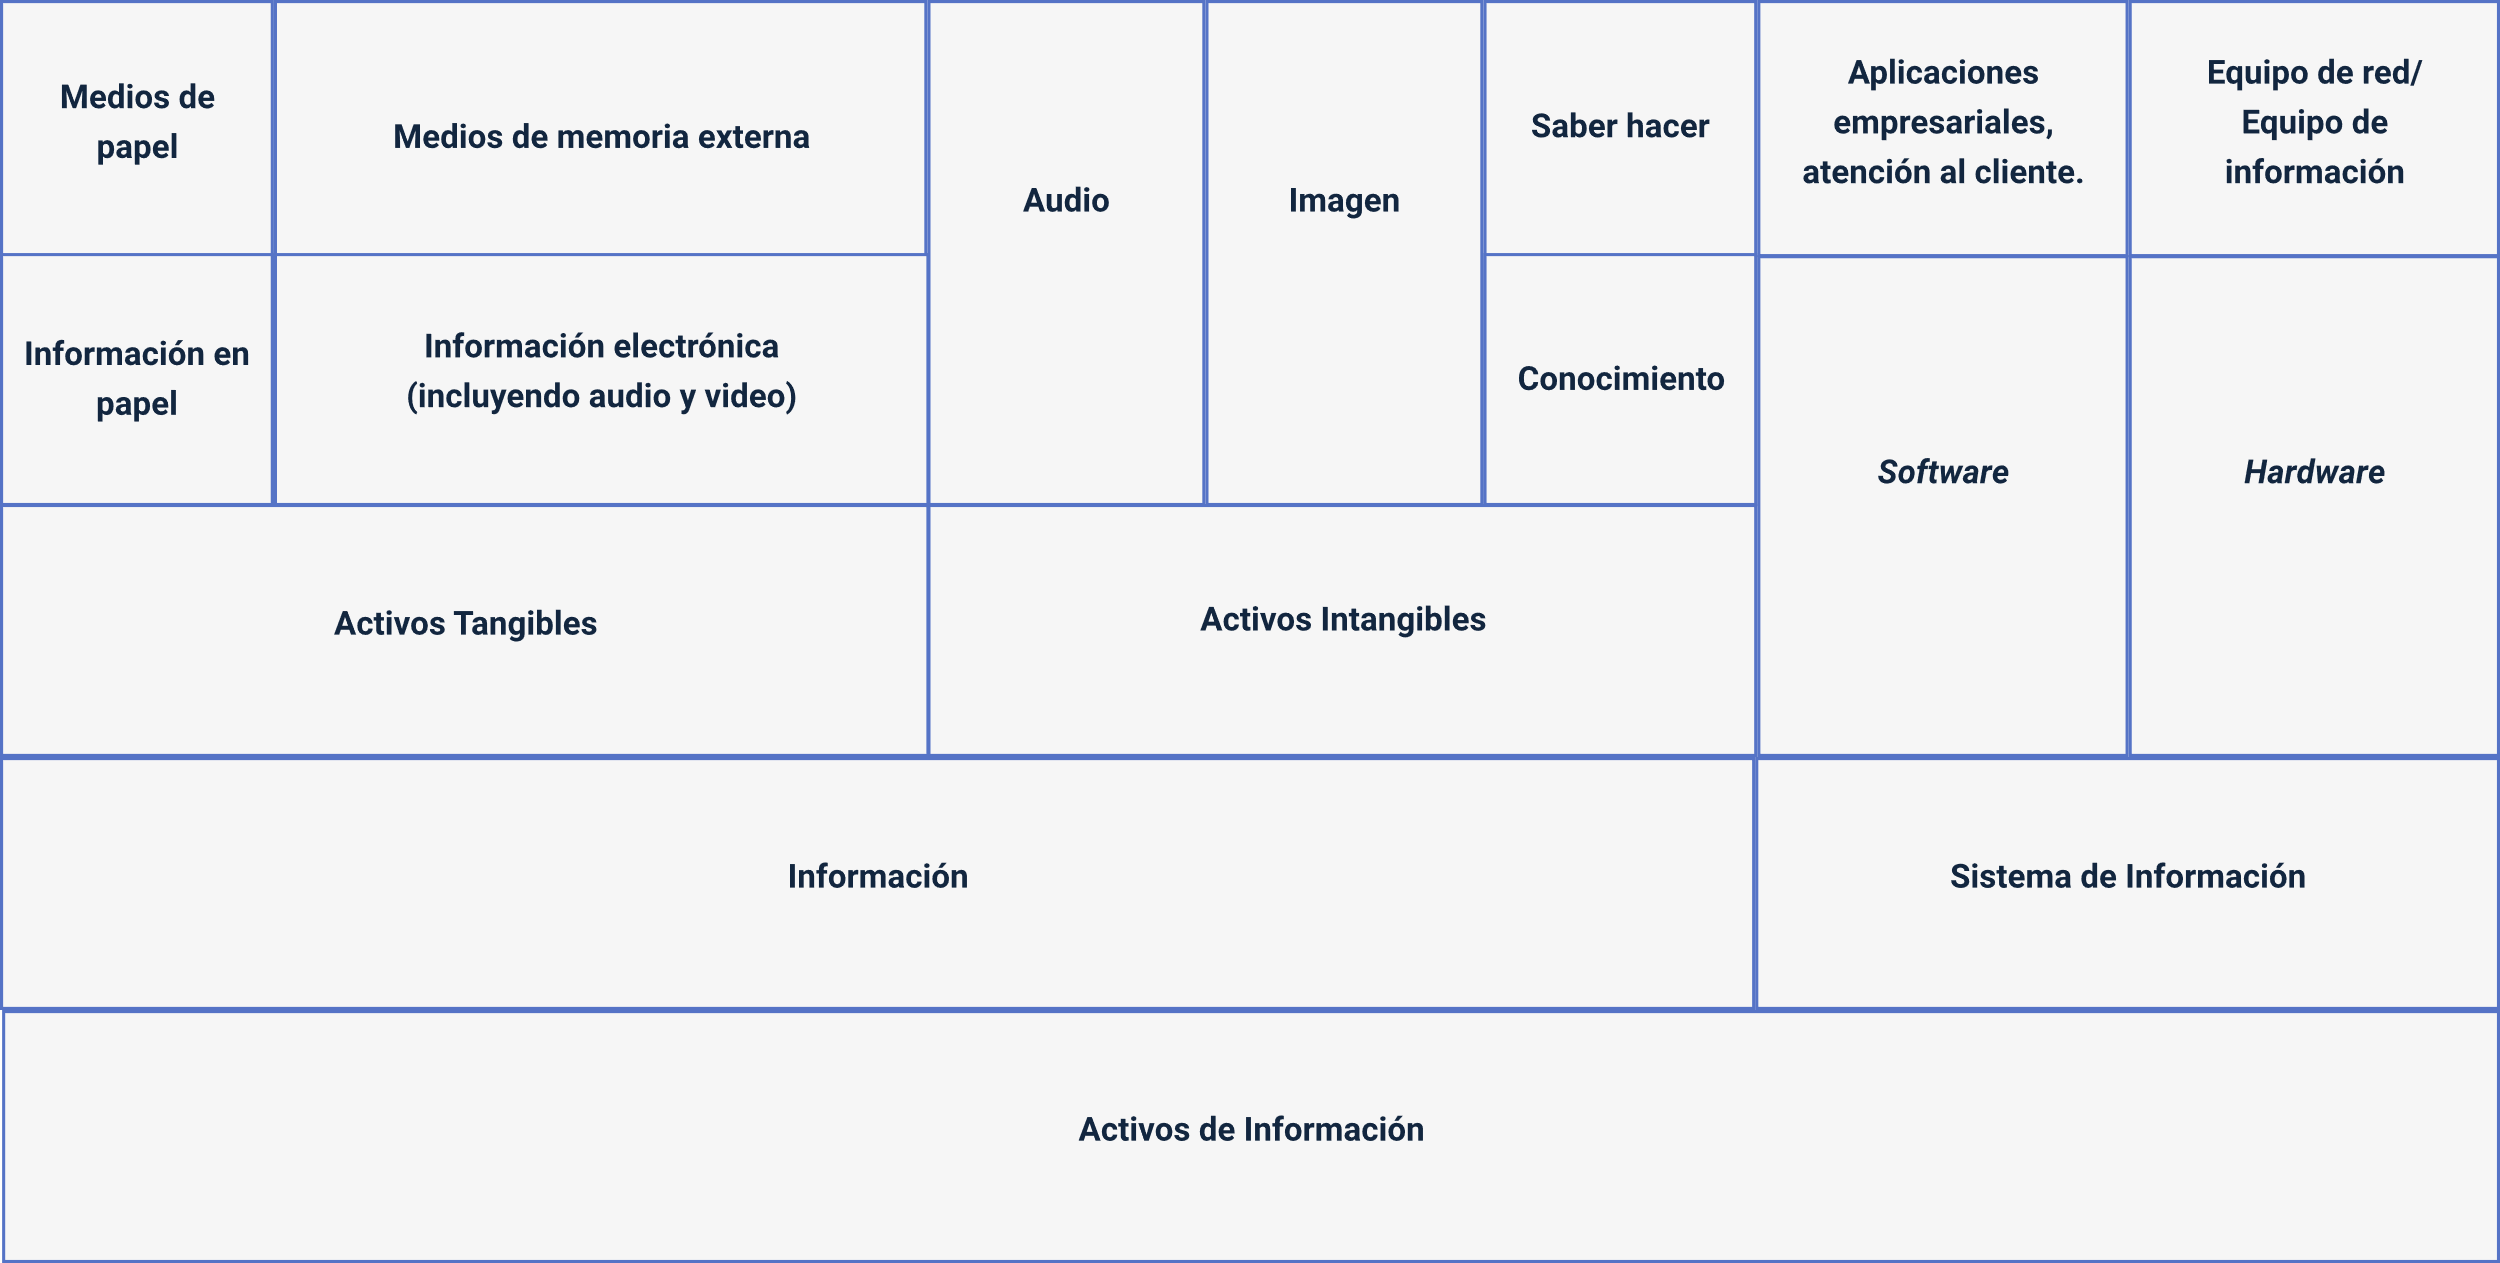 Medios de
papel
Medos de memoria externa
Audio
Imagen
Saber hacer
Aplicaciones
empresariales,
atención al cliente.
Equipo de red/
Equipo de
información
Información en
papel
Información electrónica
(incluyendo audio y video)
Conocimiento
Software
Hardware
Activos Tangibles
Activos Intangibles
Información
Sistema de Información
Activos de Información